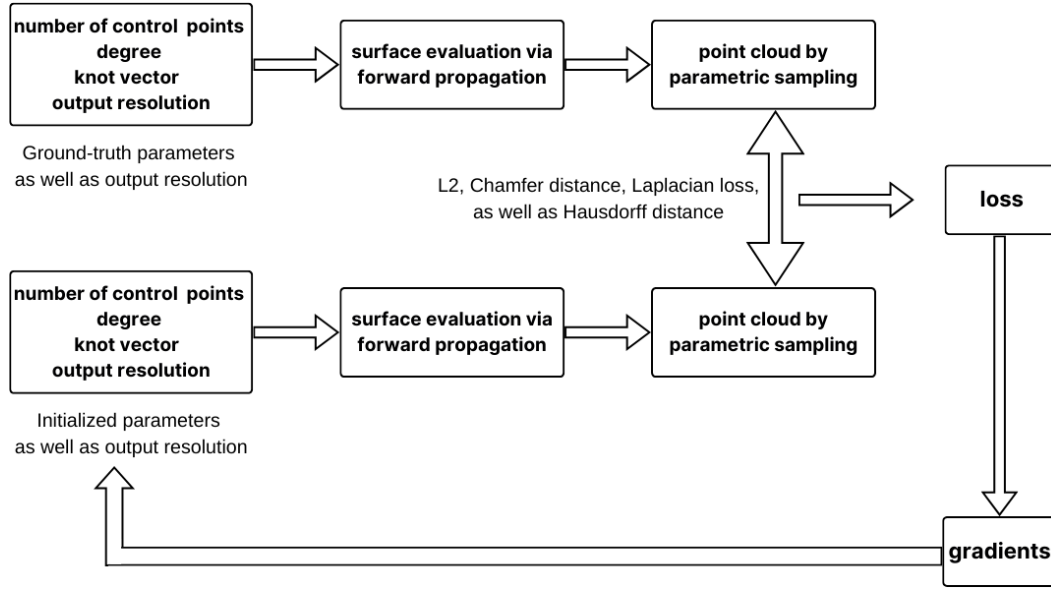 number of control points
degree
knot vector
output resolution
surface evaluation via
forward propagation
point cloud by
parametric sampling
Ground-truth parameters
as well as output resolution
L2, Chamfer distance, Laplacian loss,
as well as Hausdorff distance
loss
number of control points
degree
knot vector
output resolution
surface evaluation via
forward propagation
point cloud by
parametric sampling
Initialized parameters
as well as output resolution
gradients